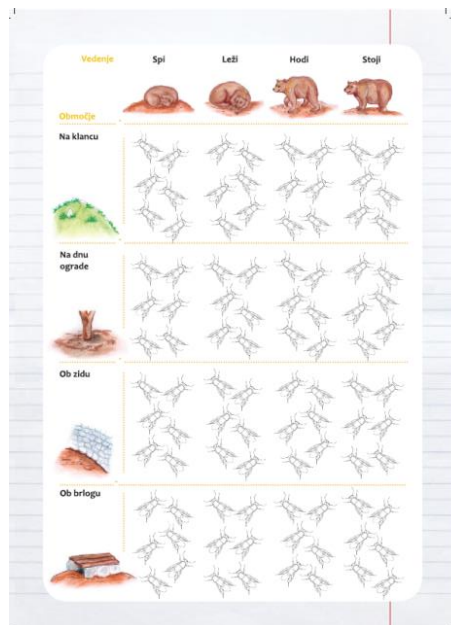 Vedenje
Spi
Leži
Hodi
Stoji
Območje
Na klancu
Na dnu
ograde
Ob zidu
Ob brlogu